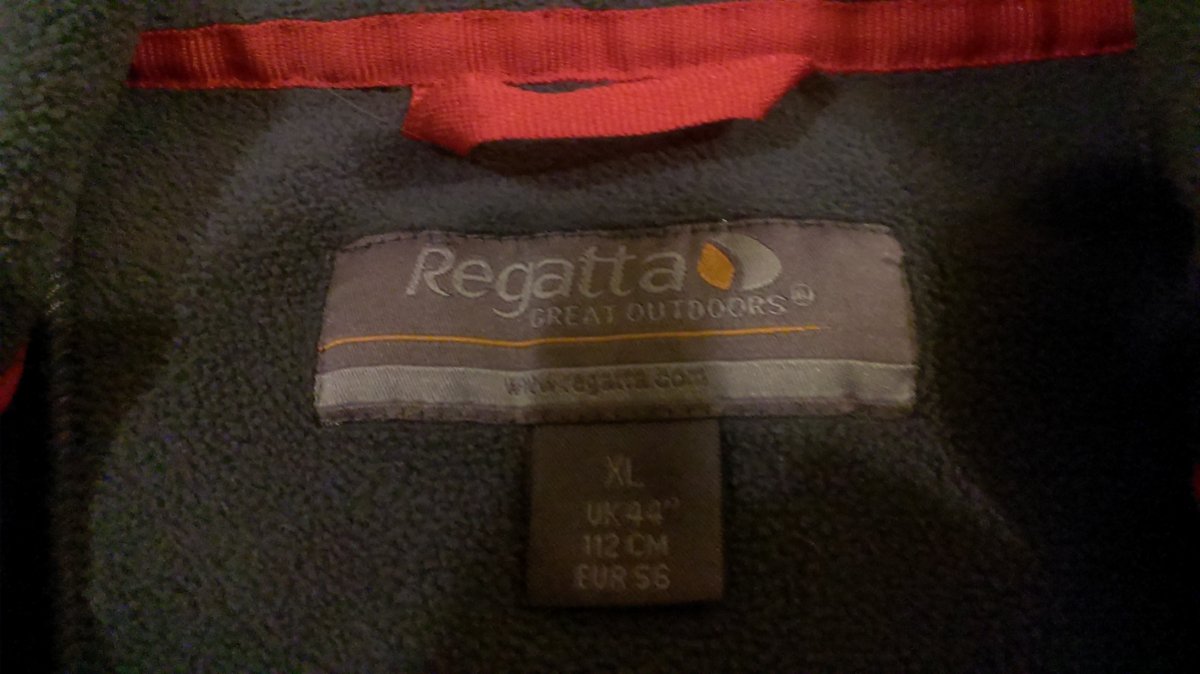 Regatta
GREAT OUTDOORS®
www.regatta.com
XL
UK 44"
112 CM
EUR 56